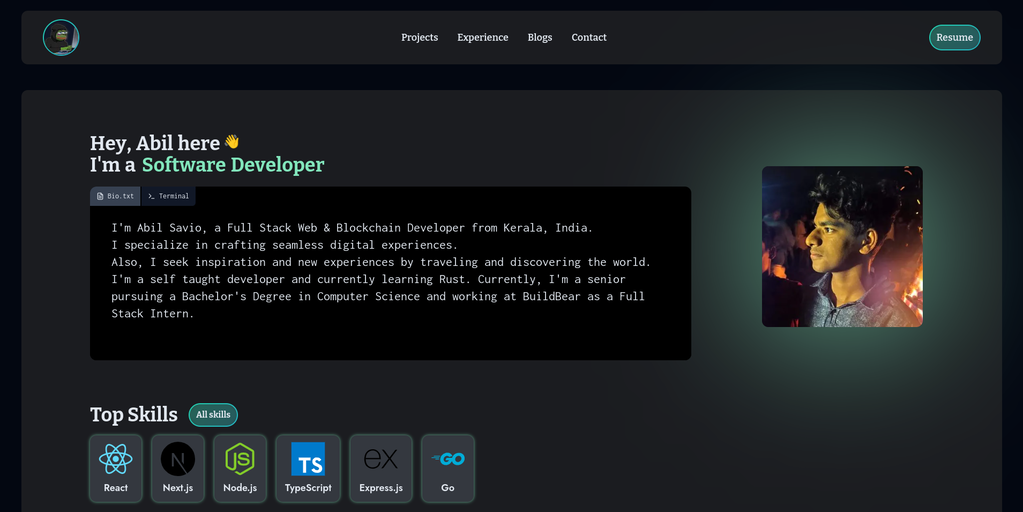 Projects Experience Blogs Contact Resume
Hey, Abil here 👋
I'm a Software Developer
Bio.txt Terminal
I'm Abil Savio, a Full Stack Web & Blockchain Developer from Kerala, India.
I specialize in crafting seamless digital experiences.
Also, I seek inspiration and new experiences by traveling and discovering the world.
I'm a self taught developer and currently learning Rust. Currently, I'm a senior
pursuing a Bachelor's Degree in Computer Science and working at BuildBear as a Full
Stack Intern.
Top Skills All skills
N JS TS ex GO
React Next.js Node.js TypeScript Express.js Go